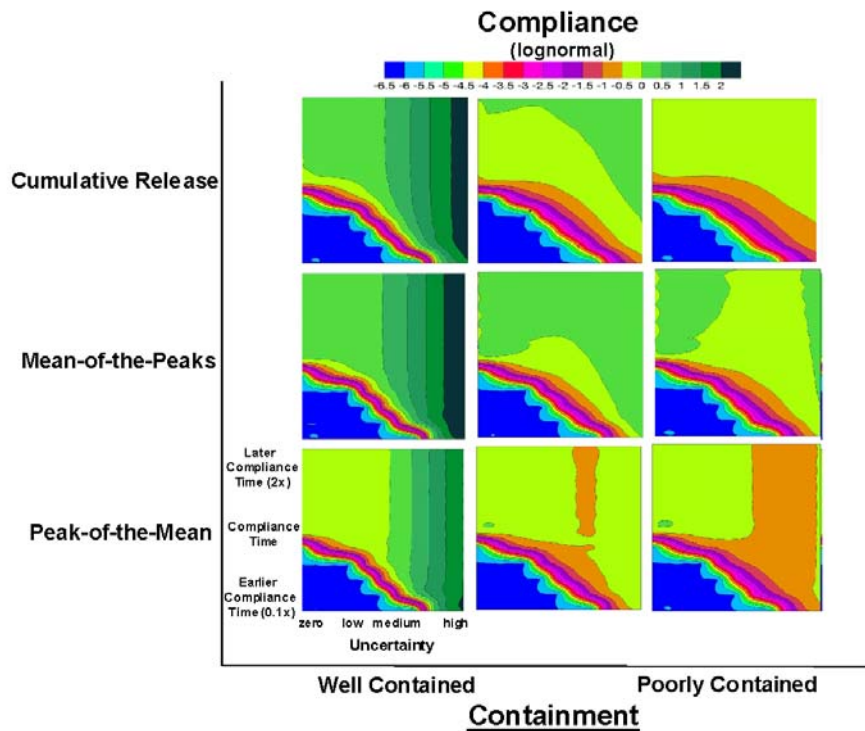 Compliance
(lognormal)
-6.5 -6 -5.5 -5 -4.5 -4 -3.5 -3 -2.5 -2 -1.5 -1 -0.5 0 0.5 1 1.5 2
Cumulative Release
Mean-of-the-Peaks
Later
Compliance
Time (2x)
Peak-of-the-Mean
Compliance
Time
Earlier
Compliance
Time (0.1x)
zero low medium high
Uncertainty
Well Contained Poorly Contained
Containment